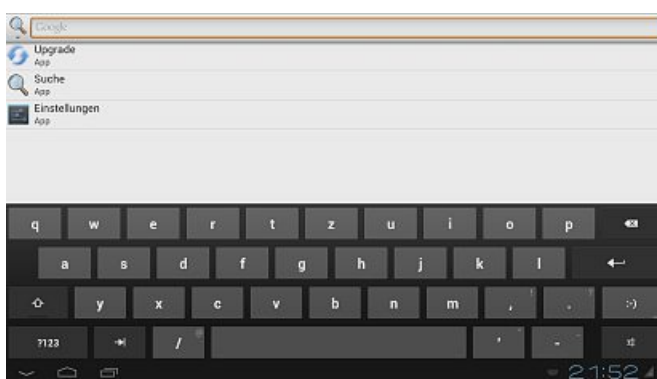 Google
Upgrade
App
Suche
App
Einstellungen
App
q w e r t z u i o p
a s d f g h j k l
y x c v b n m , ! . ?
:-)
?123 / @ ' " - _
21:52